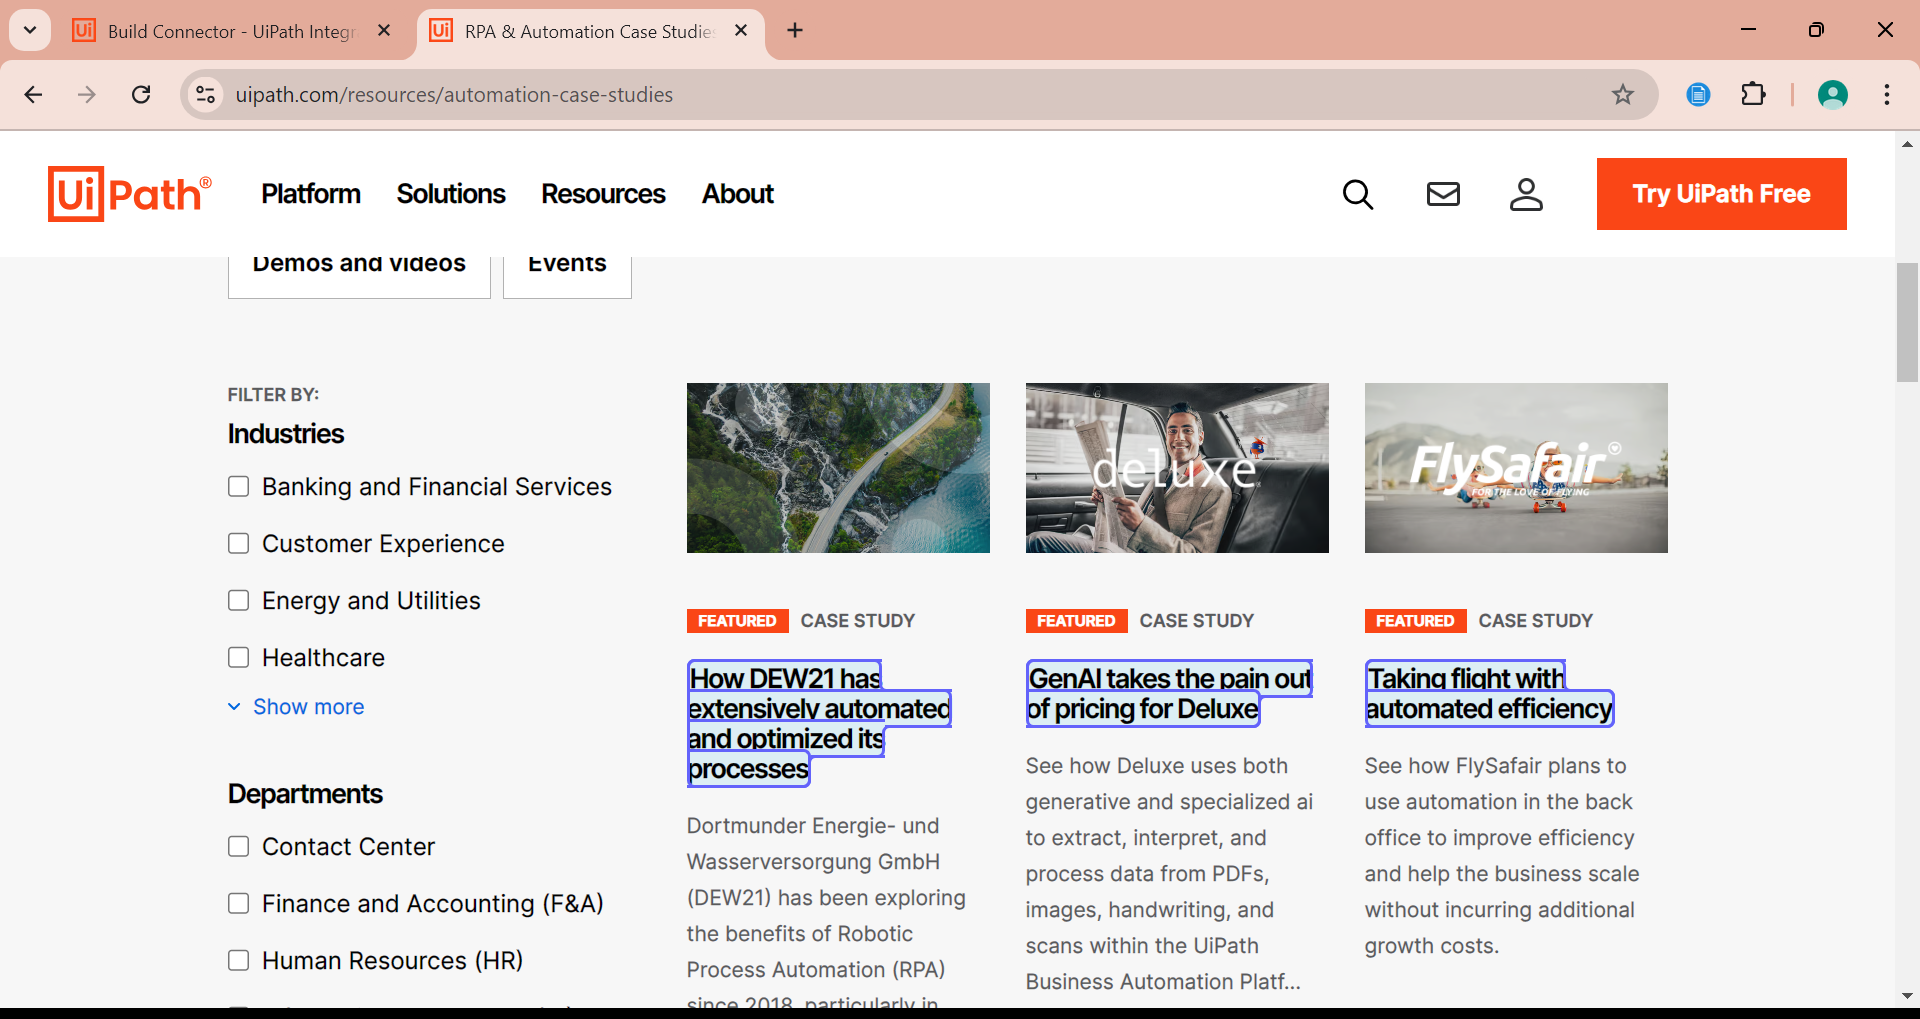 Build Connector - UiPath Integr
RPA & Automation Case Studies
uipath.com/resources/automation-case-studies
UiPath®
Platform
Solutions
Resources
About
Try UiPath Free
Demos and videos
Events
FILTER BY:
Industries
Banking and Financial Services
Customer Experience
Energy and Utilities
Healthcare
Show more
Departments
Contact Center
Finance and Accounting (F&A)
Human Resources (HR)
FEATURED CASE STUDY
How DEW21 has
extensively automated
and optimized its
processes
Dortmunder Energie- und
Wasserversorgung GmbH
(DEW21) has been exploring
the benefits of Robotic
Process Automation (RPA)
since 2018, particularly in
deluxe
FEATURED CASE STUDY
GenAI takes the pain out
of pricing for Deluxe
See how Deluxe uses both
generative and specialized ai
to extract, interpret, and
process data from PDFs,
images, handwriting, and
scans within the UiPath
Business Automation Platf...
FlySafair
FOR THE LOVE OF FLYING
FEATURED CASE STUDY
Taking flight with
automated efficiency
See how FlySafair plans to
use automation in the back
office to improve efficiency
and help the business scale
without incurring additional
growth costs.